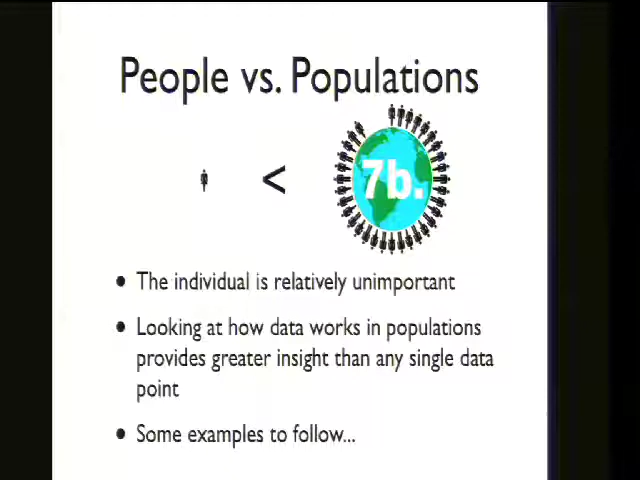 People vs. Populations
<
7b.
• The individual is relatively unimportant
• Looking at how data works in populations
provides greater insight than any single data
point
• Some examples to follow...